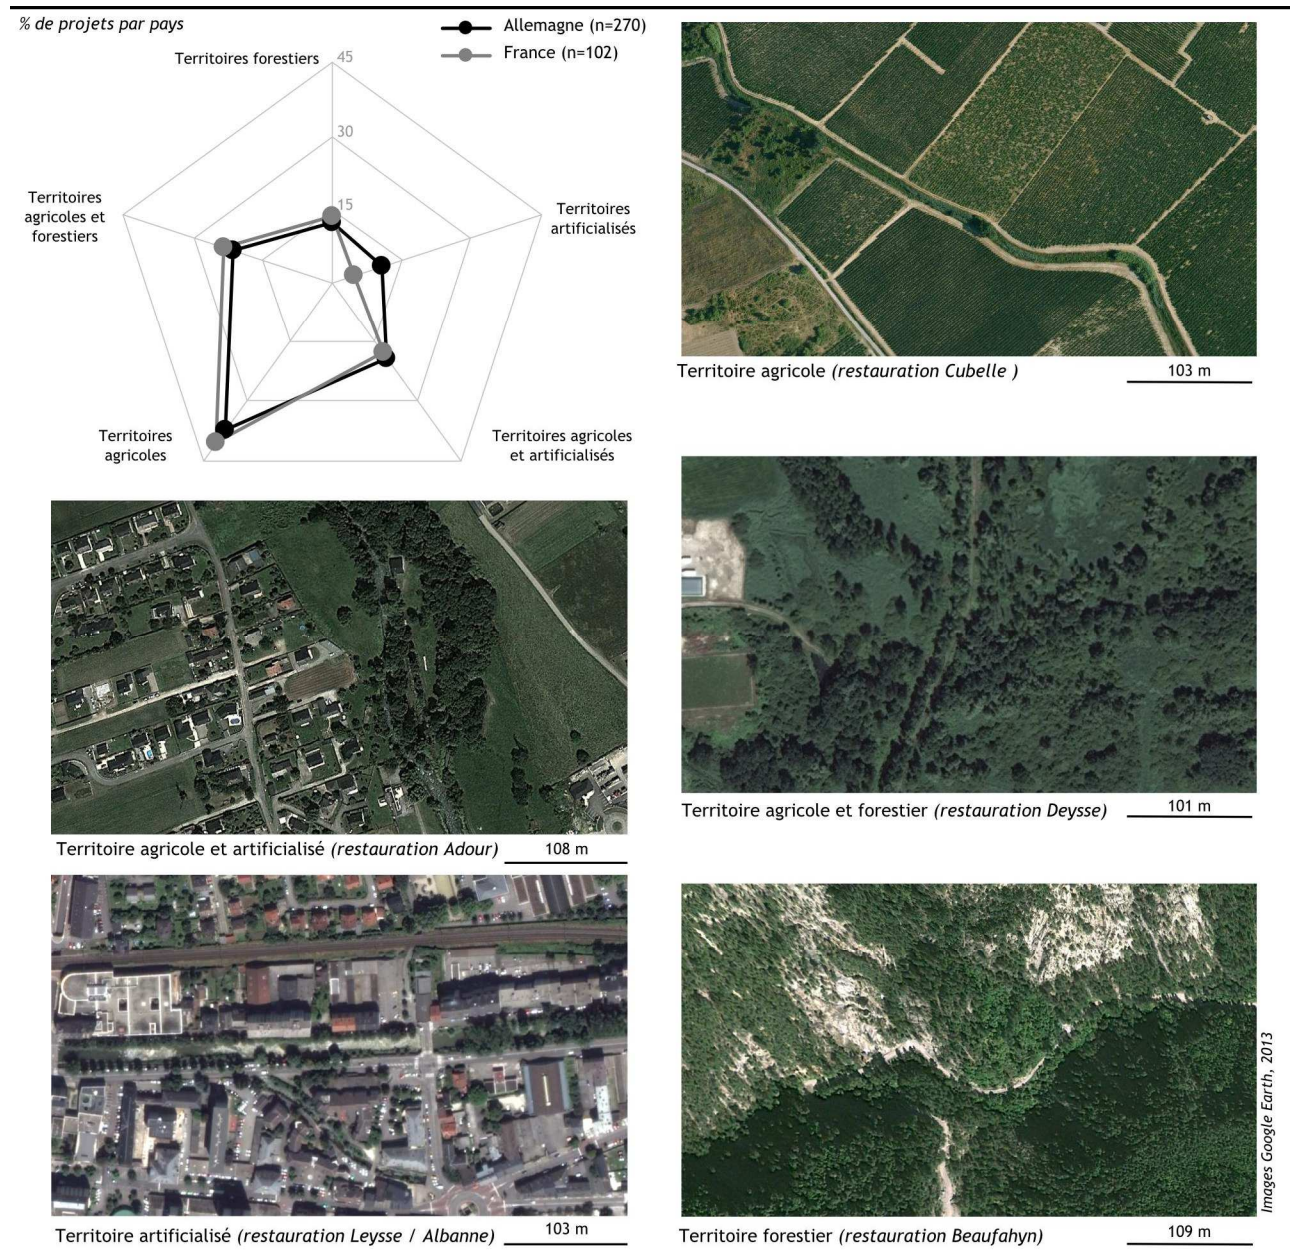 % de projets par pays
Allemagne (n=270)
France (n=102)
Territoires forestiers
45
30
15
Territoires
artificialisés
Territoires
agricoles et
forestiers
Territoires
agricoles
Territoires agricoles
et artificialisés
Territoire agricole (restauration Cubelle )
103 m
Territoire agricole et artificialisé (restauration Adour)
108 m
Territoire agricole et forestier (restauration Deysse)
101 m
Territoire artificialisé (restauration Leysse / Albanne)
103 m
Territoire forestier (restauration Beaufahyn)
109 m
Images Google Earth, 2013